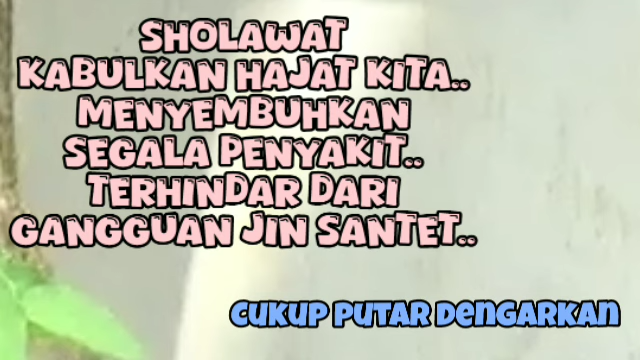 SHOLAWAT
KABULKAN HAJAT KITA..
MENYEMBUHKAN
SEGALA PENYAKIT..
TERHINDAR DARI
GANGGUAN JIN SANTET..
CUKUP PUTAR DENGARKAN